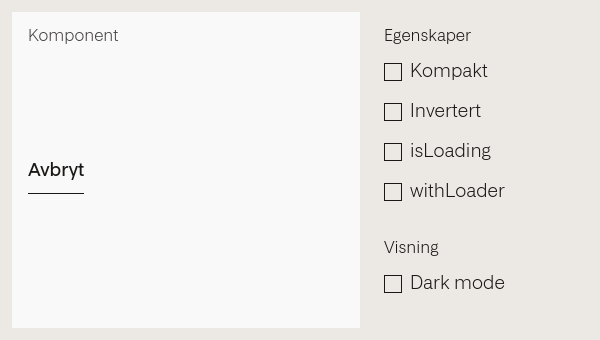 Komponent
Avbryt
Egenskaper
Kompakt
Invertert
isLoading
withLoader
Visning
Dark mode